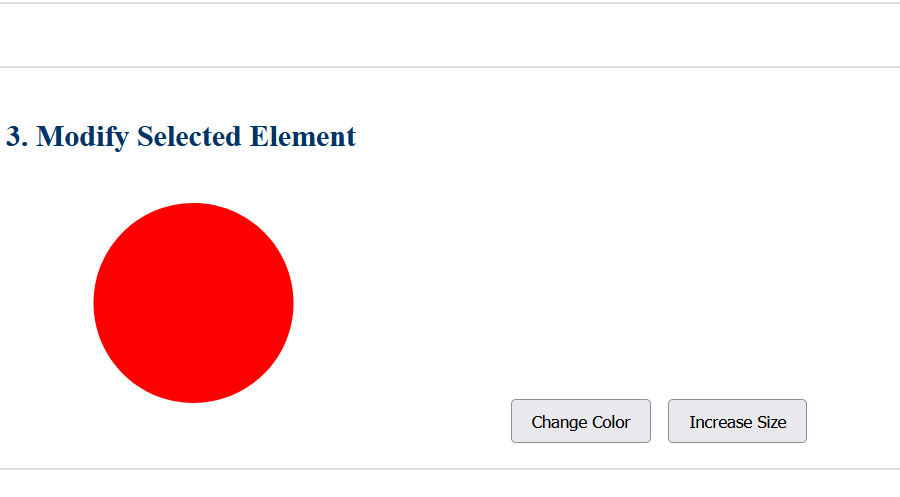 3. Modify Selected Element
Change Color
Increase Size